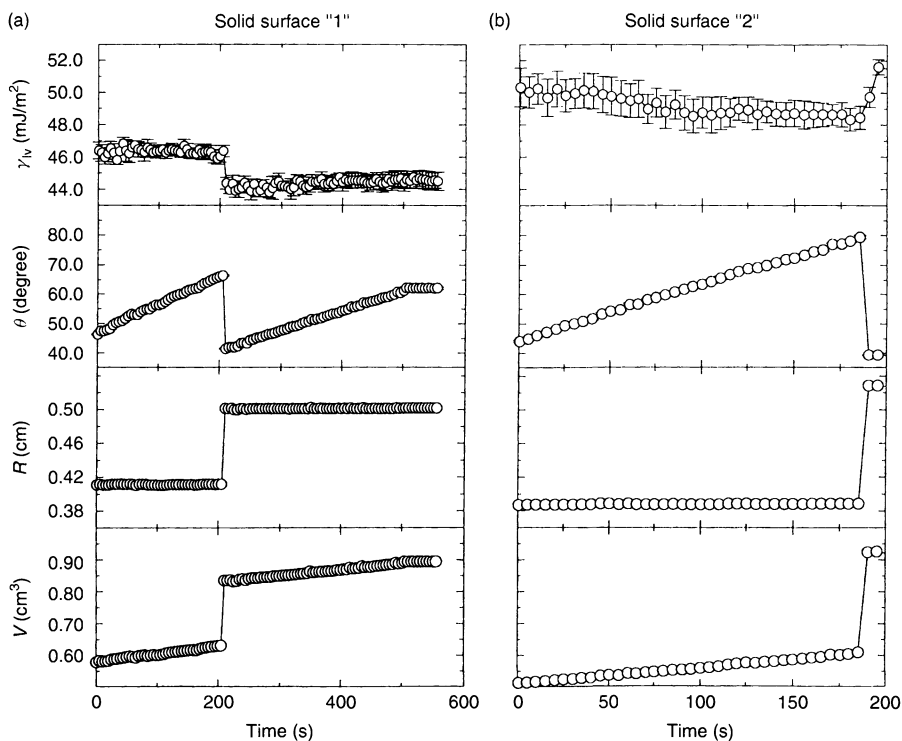 (a) Solid surface "1"
(b) Solid surface "2"
γlv (mJ/m²)
52.0
50.0
48.0
46.0
44.0
θ (degree)
80.0
70.0
60.0
50.0
40.0
R (cm)
0.50
0.46
0.42
0.38
V (cm³)
0.90
0.80
0.70
0.60
0 200 400 600
Time (s)
0 50 100 150 200
Time (s)